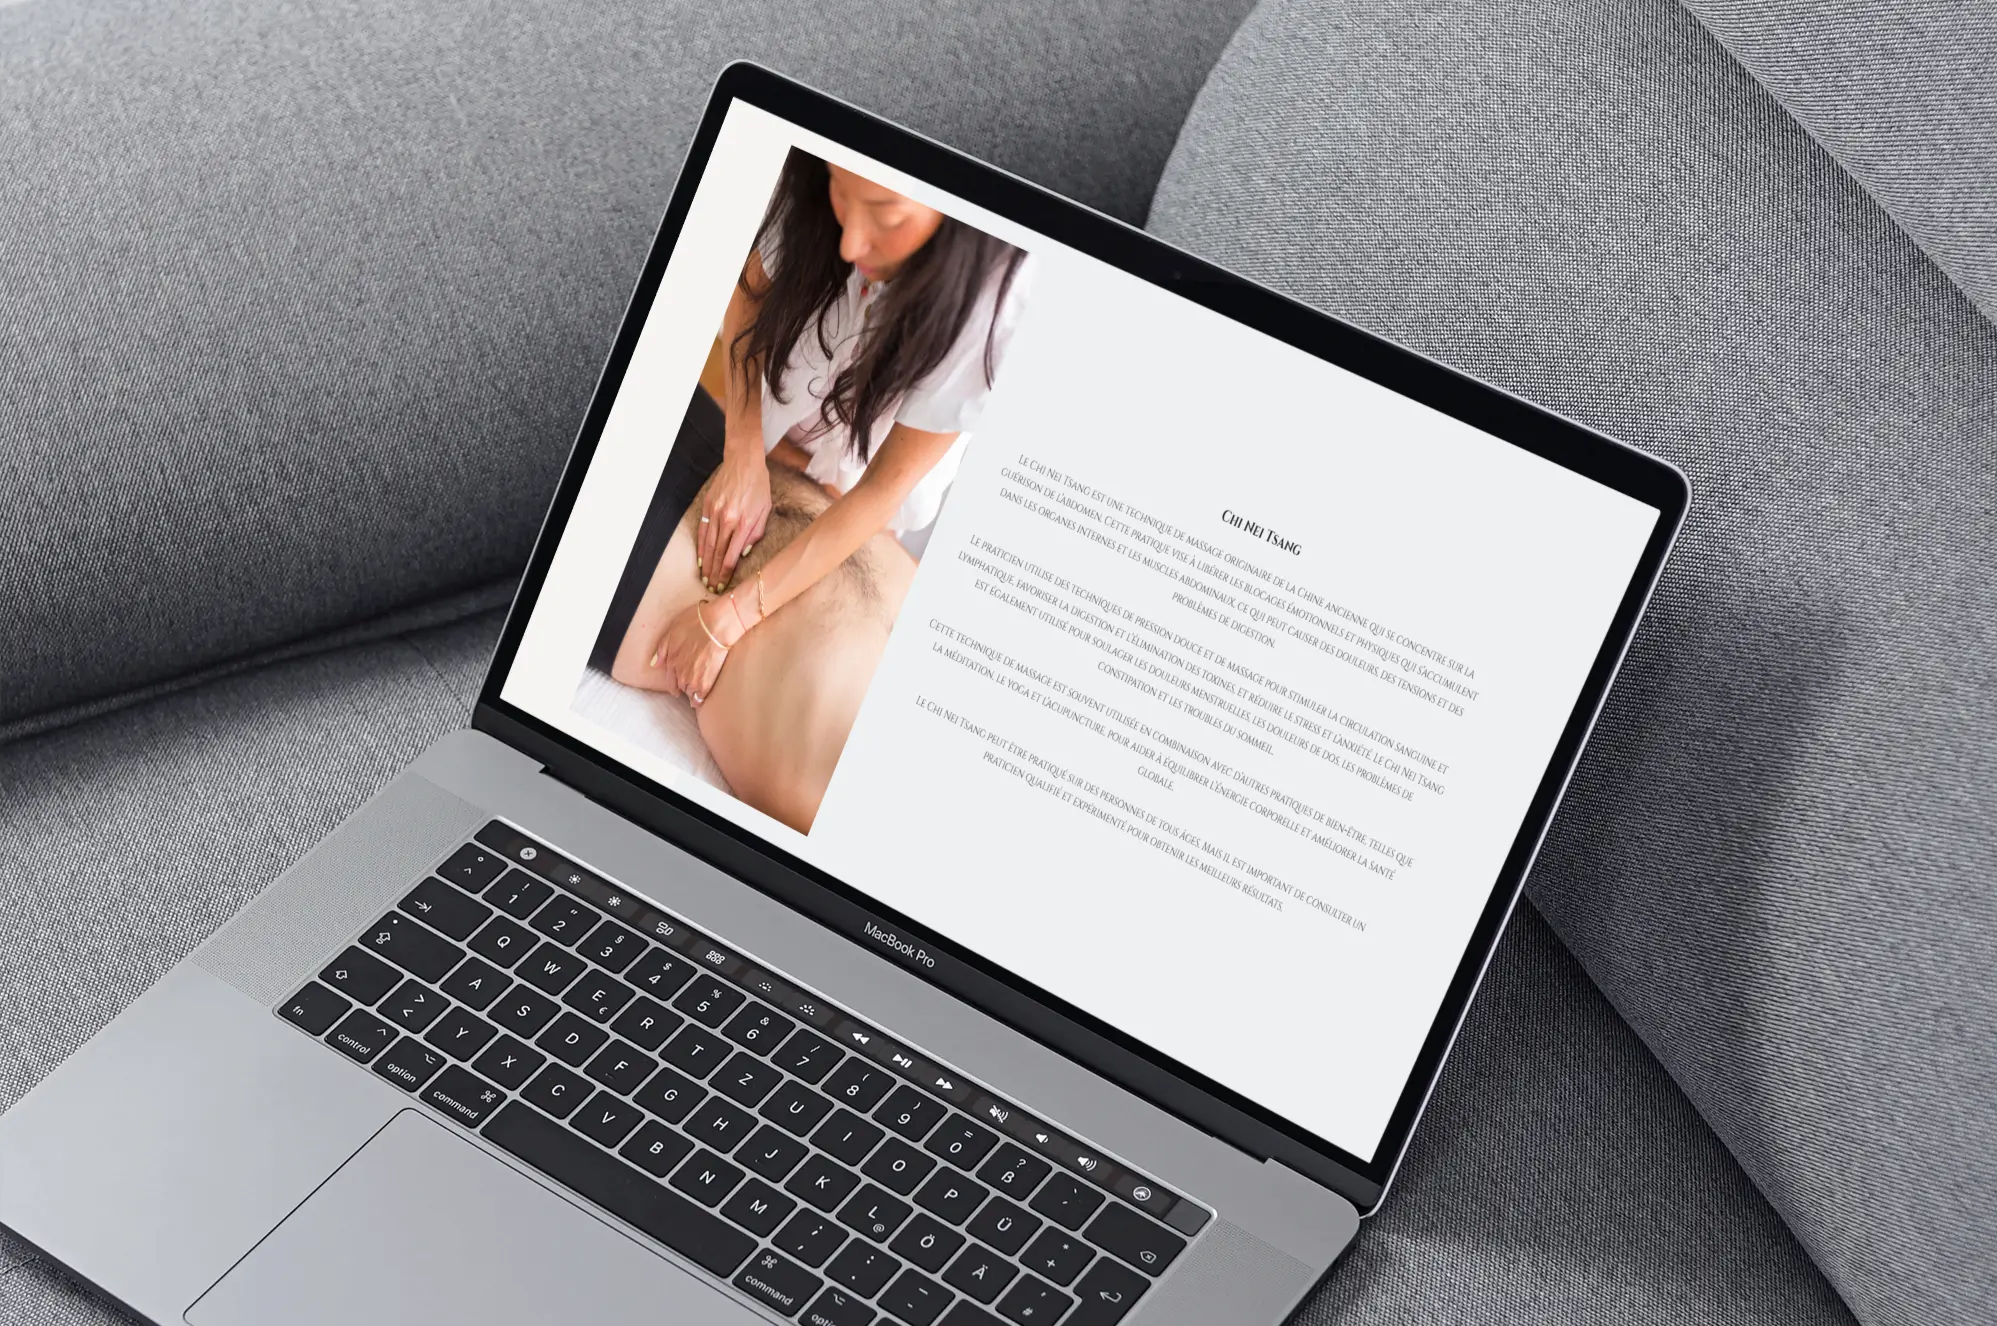 Chi Nei Tsang
Le Chi Nei Tsang est une technique de massage originaire de la Chine ancienne qui se concentre sur la
guérison de l'abdomen. Cette pratique vise à libérer les blocages émotionnels et physiques qui s'accumulent
dans les organes internes et les muscles abdominaux, ce qui peut causer des douleurs, des tensions et des
problèmes de digestion.
Le praticien utilise des techniques de pression douce et de massage pour stimuler la circulation sanguine et
lymphatique, favoriser la digestion et l'élimination des toxines, et réduire le stress et l'anxiété. Le Chi Nei Tsang
est également utilisé pour soulager les douleurs menstruelles, les douleurs de dos, les problèmes de
constipation et les troubles du sommeil.
Cette technique de massage est souvent utilisée en combinaison avec d'autres pratiques de bien-être, telles que
la méditation, le yoga et l'acupuncture, pour aider à équilibrer l'énergie corporelle et améliorer la santé
globale.
Le Chi Nei Tsang peut être pratiqué sur des personnes de tous âges, mais il est important de consulter un
praticien qualifié et expérimenté pour obtenir les meilleurs résultats.
MacBook Pro
° ^ ! 1 " 2 § 3 $ 4 % 5 & 6 / 7 ( 8 ) 9 = 0 ? ß ` ´
Q W E € R T Z U I O P Ü * +
A S D F G H J K L @ Ö Ä ' #
> < Y X C V B N M ; , : . _ -
fn control option command command option